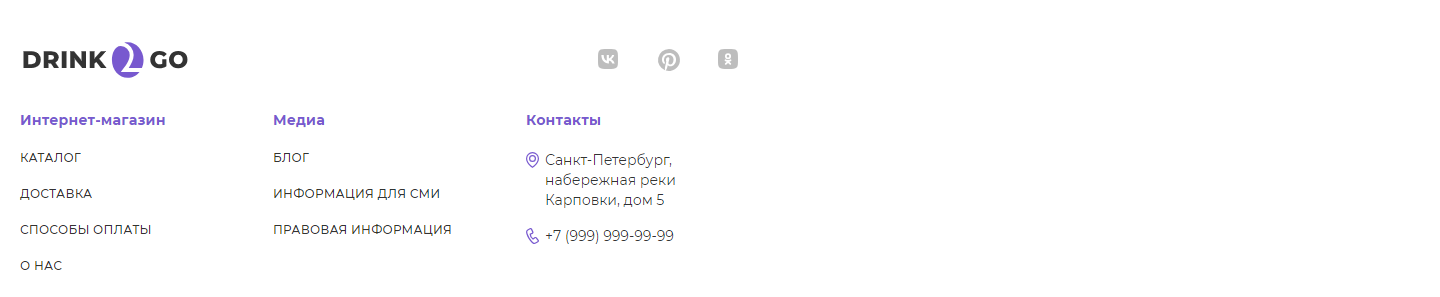 DRINK 2 GO
Интернет-магазин
КАТАЛОГ
ДОСТАВКА
СПОСОБЫ ОПЛАТЫ
О НАС
Медиа
БЛОГ
ИНФОРМАЦИЯ ДЛЯ СМИ
ПРАВОВАЯ ИНФОРМАЦИЯ
Контакты
Санкт-Петербург,
набережная реки
Карповки, дом 5
+7 (999) 999-99-99